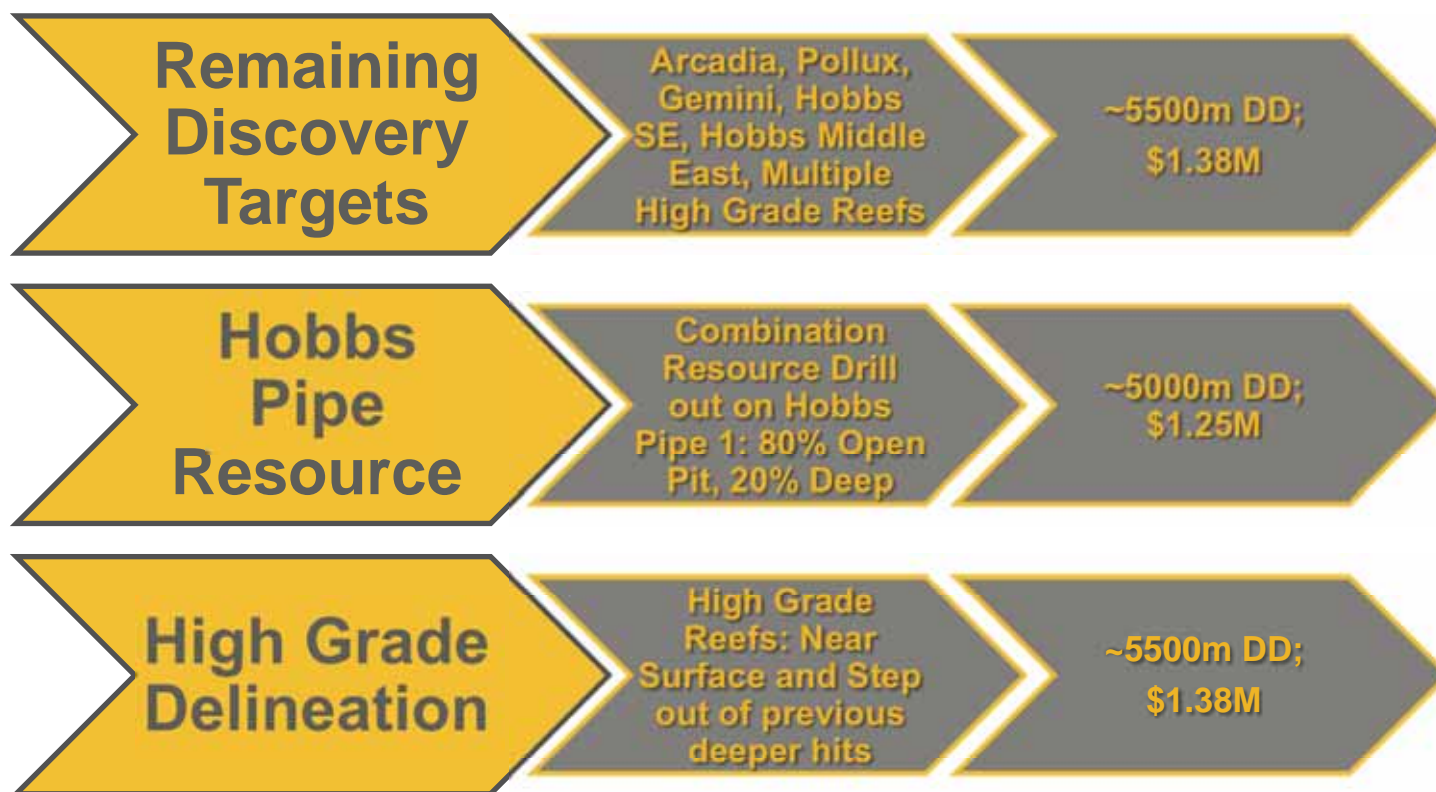 Remaining
Discovery
Targets
Arcadia, Pollux,
Gemini, Hobbs
SE, Hobbs Middle
East, Multiple
High Grade Reefs
~5500m DD;
$1.38M
Hobbs
Pipe
Resource
Combination
Resource Drill
out on Hobbs
Pipe 1: 80% Open
Pit, 20% Deep
~5000m DD;
$1.25M
High Grade
Delineation
High Grade
Reefs: Near
Surface and Step
out of previous
deeper hits
~5500m DD;
$1.38M